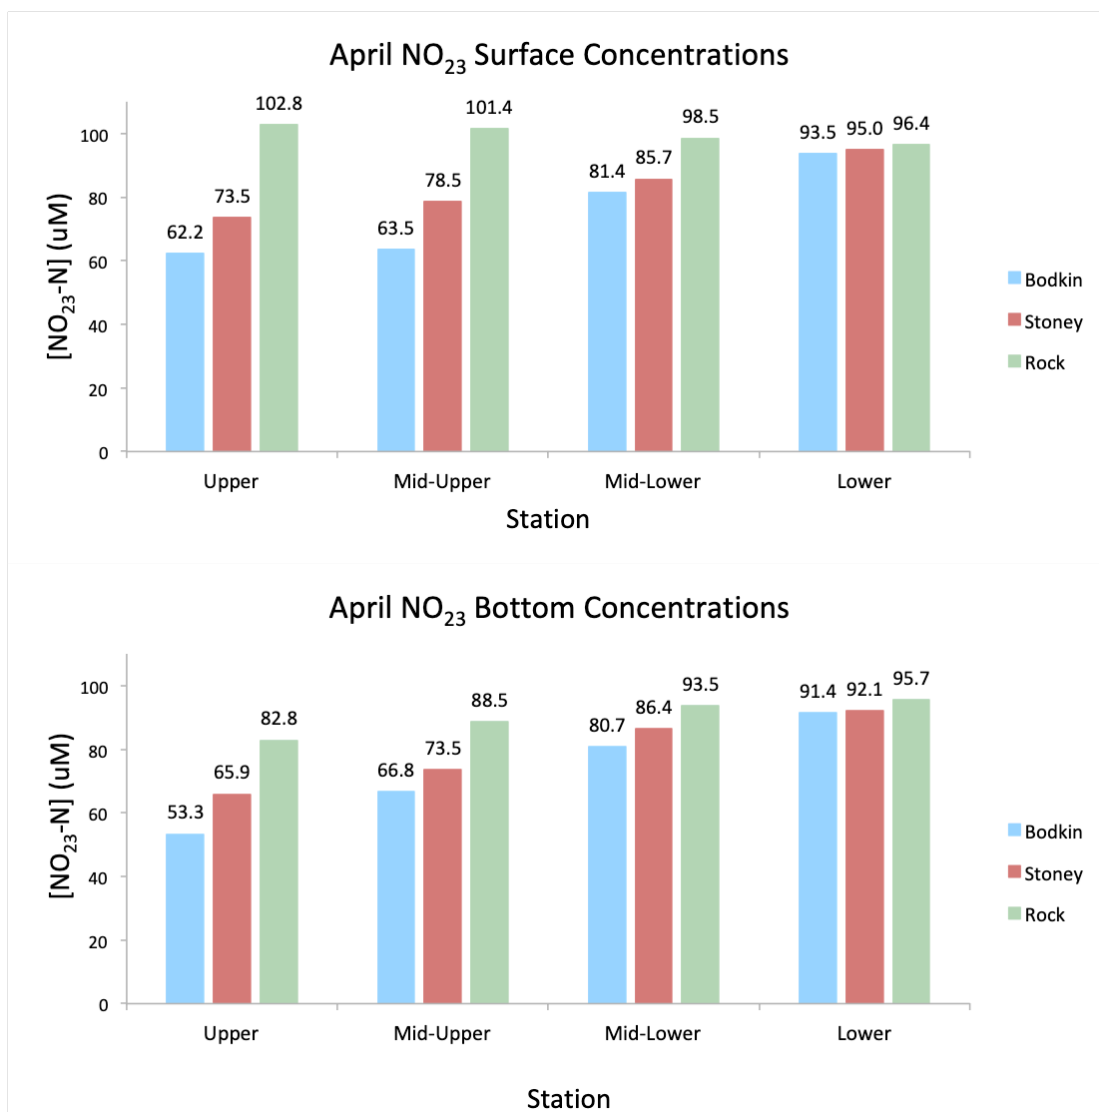 April NO23 Surface Concentrations
102.8
101.4
98.5
93.5 95.0 96.4
81.4 85.7
73.5 78.5
62.2 63.5
100
80
60
40
20
0
[NO23-N] (uM)
Bodkin
Stoney
Rock
Upper Mid-Upper Mid-Lower Lower
Station
April NO23 Bottom Concentrations
53.3 65.9 82.8
66.8 73.5 88.5
80.7 86.4 93.5
91.4 92.1 95.7
100
80
60
40
20
0
[NO23-N] (uM)
Bodkin
Stoney
Rock
Upper Mid-Upper Mid-Lower Lower
Station